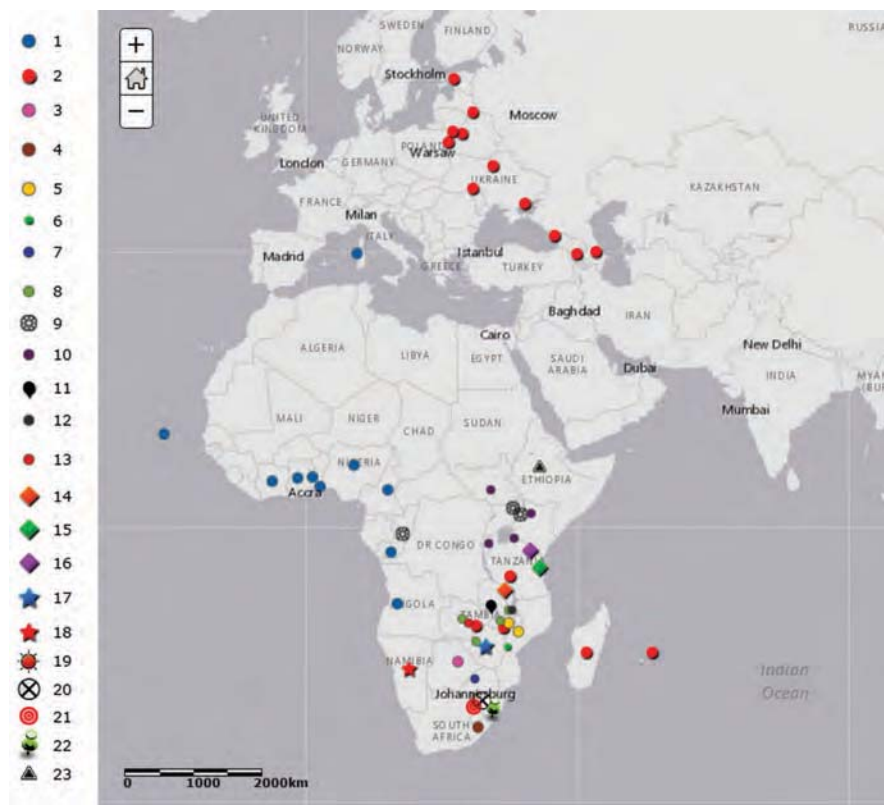 1
2
3
4
5
6
7
8
9
10
11
12
13
14
15
16
17
18
19
20
21
22
23
+
−
SWEDEN
FINLAND
NORWAY
RUSSIA
Stockholm
Moscow
UNITED
KINGDOM
POLAND
Warsaw
London
GERMANY
UKRAINE
KAZAKHSTAN
FRANCE
Milan
ITALY
Madrid
Istanbul
GREECE
TURKEY
Baghdad
IRAN
Cairo
ALGERIA
LIBYA
EGYPT
SAUDI
ARABIA
Dubai
New Delhi
INDIA
MYA
(BU
Mumbai
MALI
NIGER
CHAD
SUDAN
NIGERIA
Accra
ETHIOPIA
DR CONGO
TANZANIA
ANGOLA
ZAMBIA
NAMIBIA
Johannesburg
SOUTH
AFRICA
Indian
Ocean
0 1000 2000km